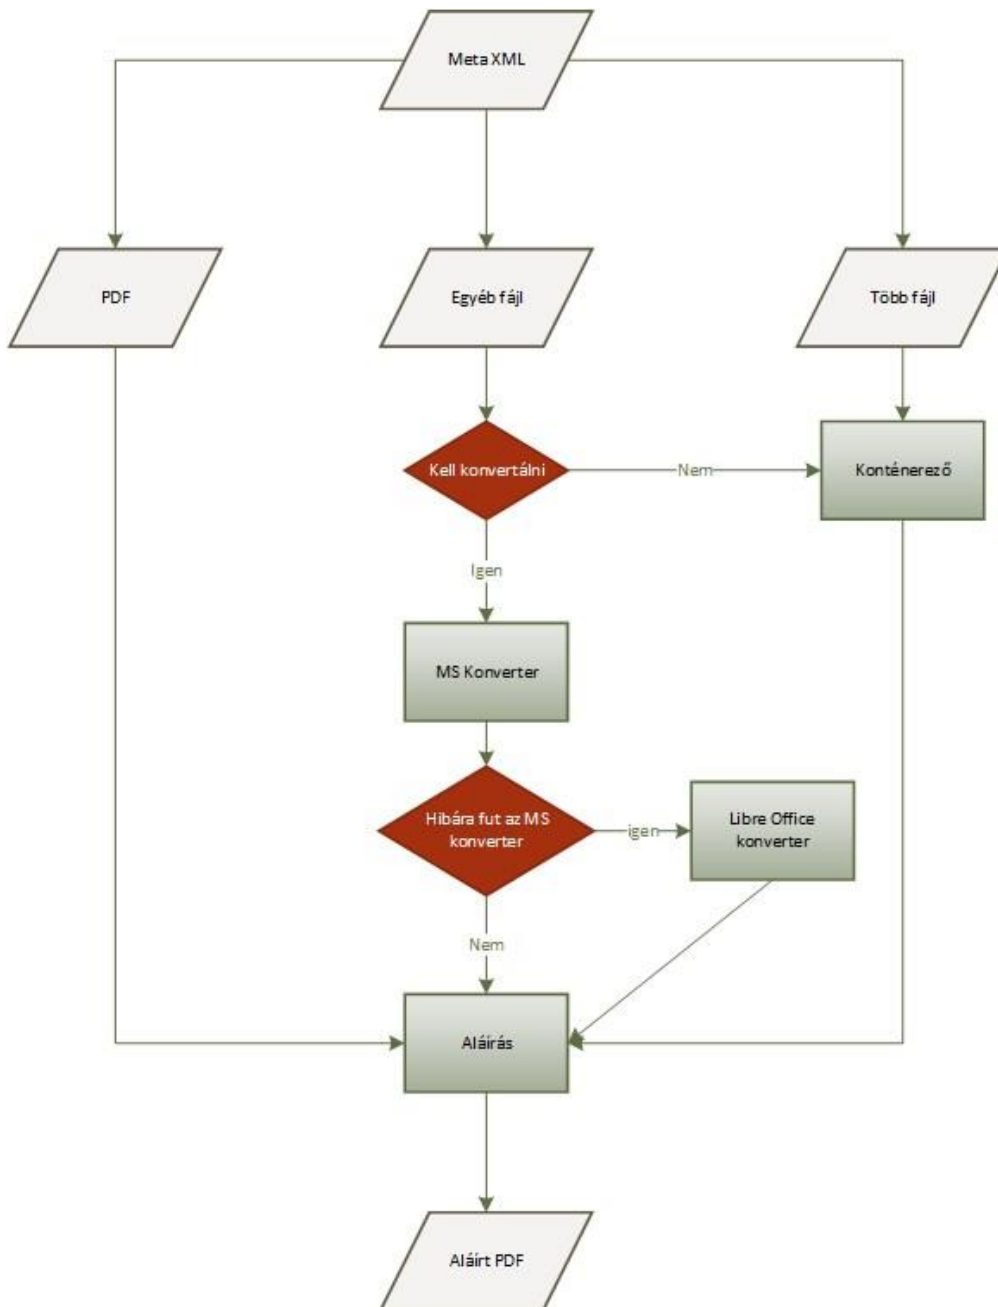 Meta XML
PDF
Egyéb fájl
Több fájl
Kell konvertálni
Nem
Konténerező
Igen
MS Konverter
Hibára fut az MS
konverter
igen
Libre Office
konverter
Nem
Aláírás
Aláírt PDF